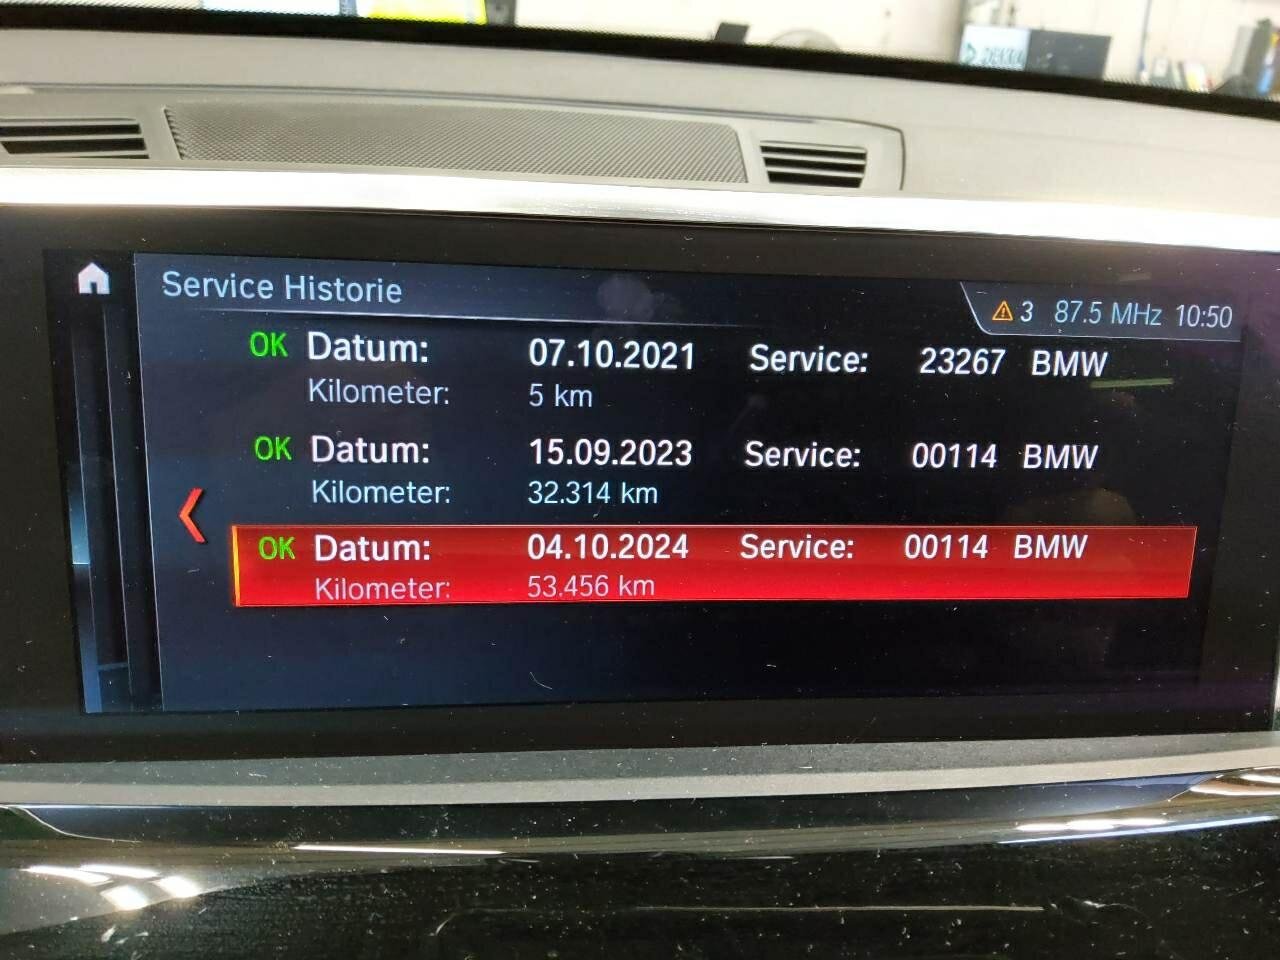 DEKRA
Service Historie
3 87.5 MHz 10:50
OK Datum: 07.10.2021 Service: 23267 BMW
Kilometer: 5 km
OK Datum: 15.09.2023 Service: 00114 BMW
Kilometer: 32.314 km
OK Datum: 04.10.2024 Service: 00114 BMW
Kilometer: 53.456 km